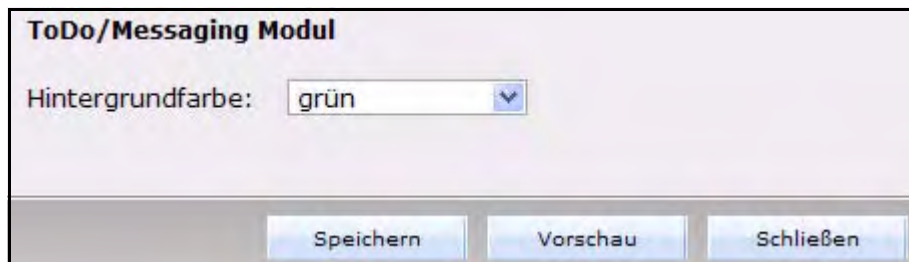 ToDo/Messaging Modul
Hintergrundfarbe: grün
Speichern Vorschau Schließen